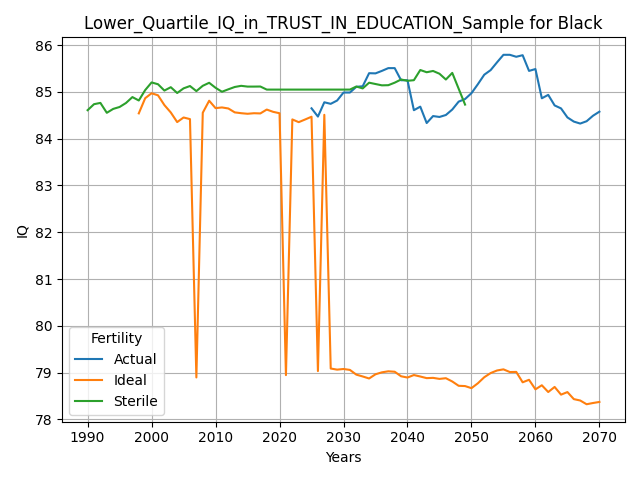 Lower_Quartile_IQ_in_TRUST_IN_EDUCATION_Sample for Black
86
85
84
83
82
81
80
79
78
IQ
Fertility
Actual
Ideal
Sterile
1990 2000 2010 2020 2030 2040 2050 2060 2070
Years